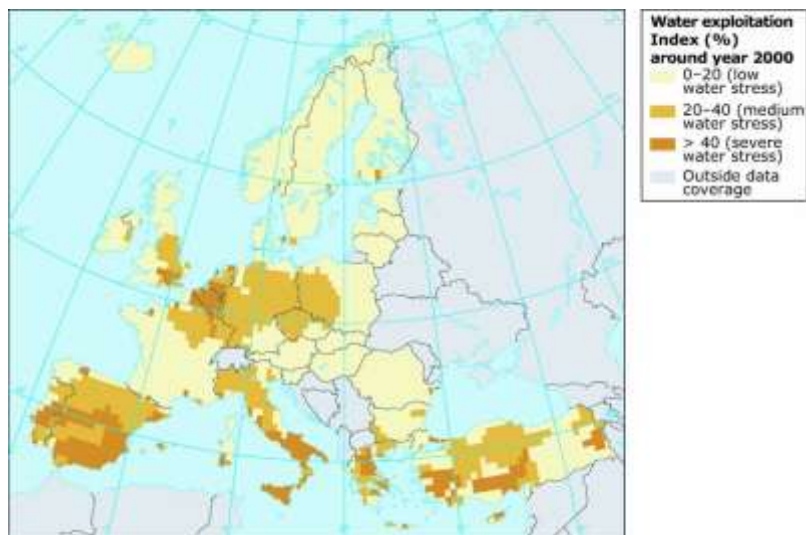 Water exploitation
Index (%)
around year 2000
0–20 (low
water stress)
20–40 (medium
water stress)
> 40 (severe
water stress)
Outside data
coverage